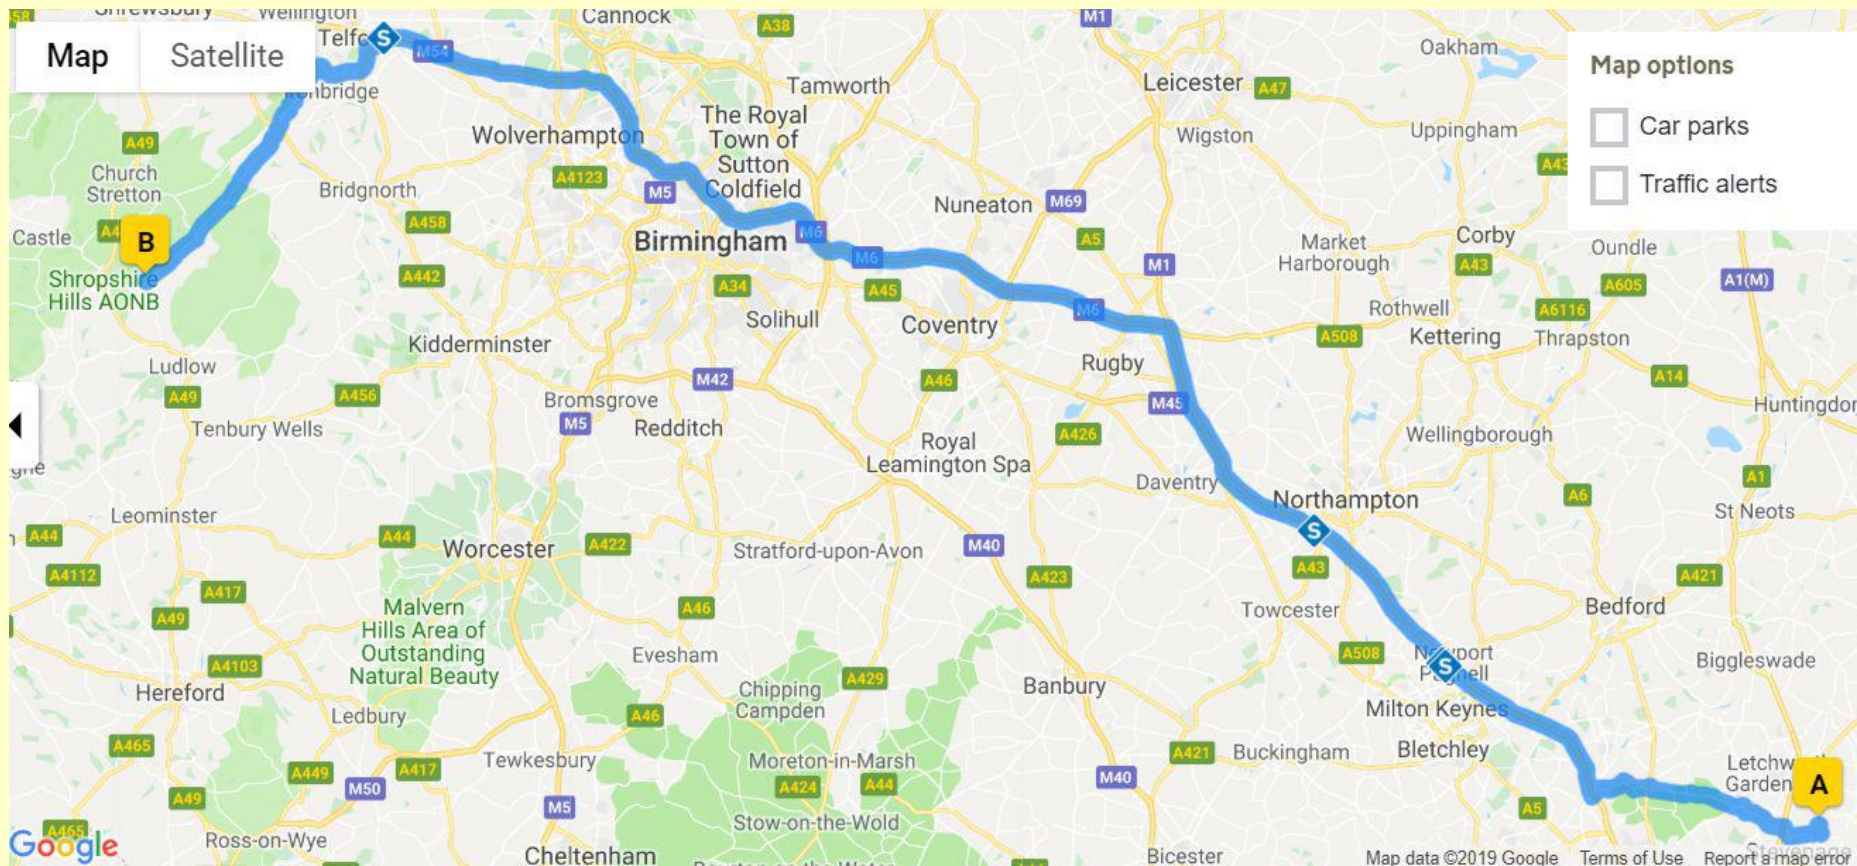 58
Shrewsbury
Wellington
Cannock
A38
M1
Oakham
Map
Satellite
M54
Tamworth
Leicester
A47
Map options
Car parks
Traffic alerts
Wolverhampton
The Royal
Town of
Sutton
Coldfield
Wigston
Uppingham
A49
A4123
M5
Church
Stretton
Bridgnorth
Nuneaton
M69
B
Castle
A458
Birmingham
M6
A5
Market
Harborough
Corby
A43
Oundle
Shropshire
Hills AONB
A442
A34
M6
A45
M1
A605
A1(M)
Solihull
Coventry
M6
Rothwell
A6116
Kidderminster
Rugby
A508
Kettering
Thrapston
Ludlow
M42
A46
A14
A49
A456
Bromsgrove
M45
M5
Redditch
Tenbury Wells
A426
Wellingborough
Royal
Leamington Spa
Daventry
Northampton
A1
A6
St Neots
Leominster
A44
A44
Worcester
A422
Stratford-upon-Avon
M40
A43
A4112
A417
A423
A421
Malvern
Hills Area of
Outstanding
Natural Beauty
A49
A46
Towcester
Bedford
A4103
Evesham
A508
Newport
Pagnell
Biggleswade
Hereford
Chipping
Campden
A429
Banbury
Ledbury
A46
Milton Keynes
A465
Tewkesbury
Moreton-in-Marsh
A421
Buckingham
Bletchley
A449
M50
A417
A424
A44
M40
A
A49
M5
A5
Stow-on-the-Wold
A465
Google
Ross-on-Wye
Cheltenham
Bicester
Stevenage
Map data ©2019 Google
Terms of Use
Report a map error